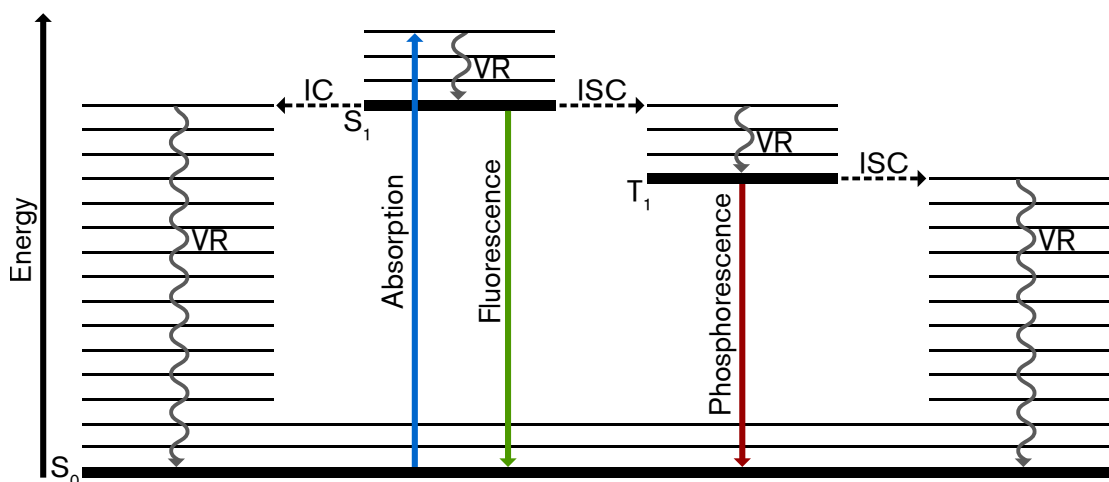 VR
IC
ISC
S₁
VR
ISC
T₁
Energy
VR
Absorption
Fluorescence
Phosphorescence
VR
S₀